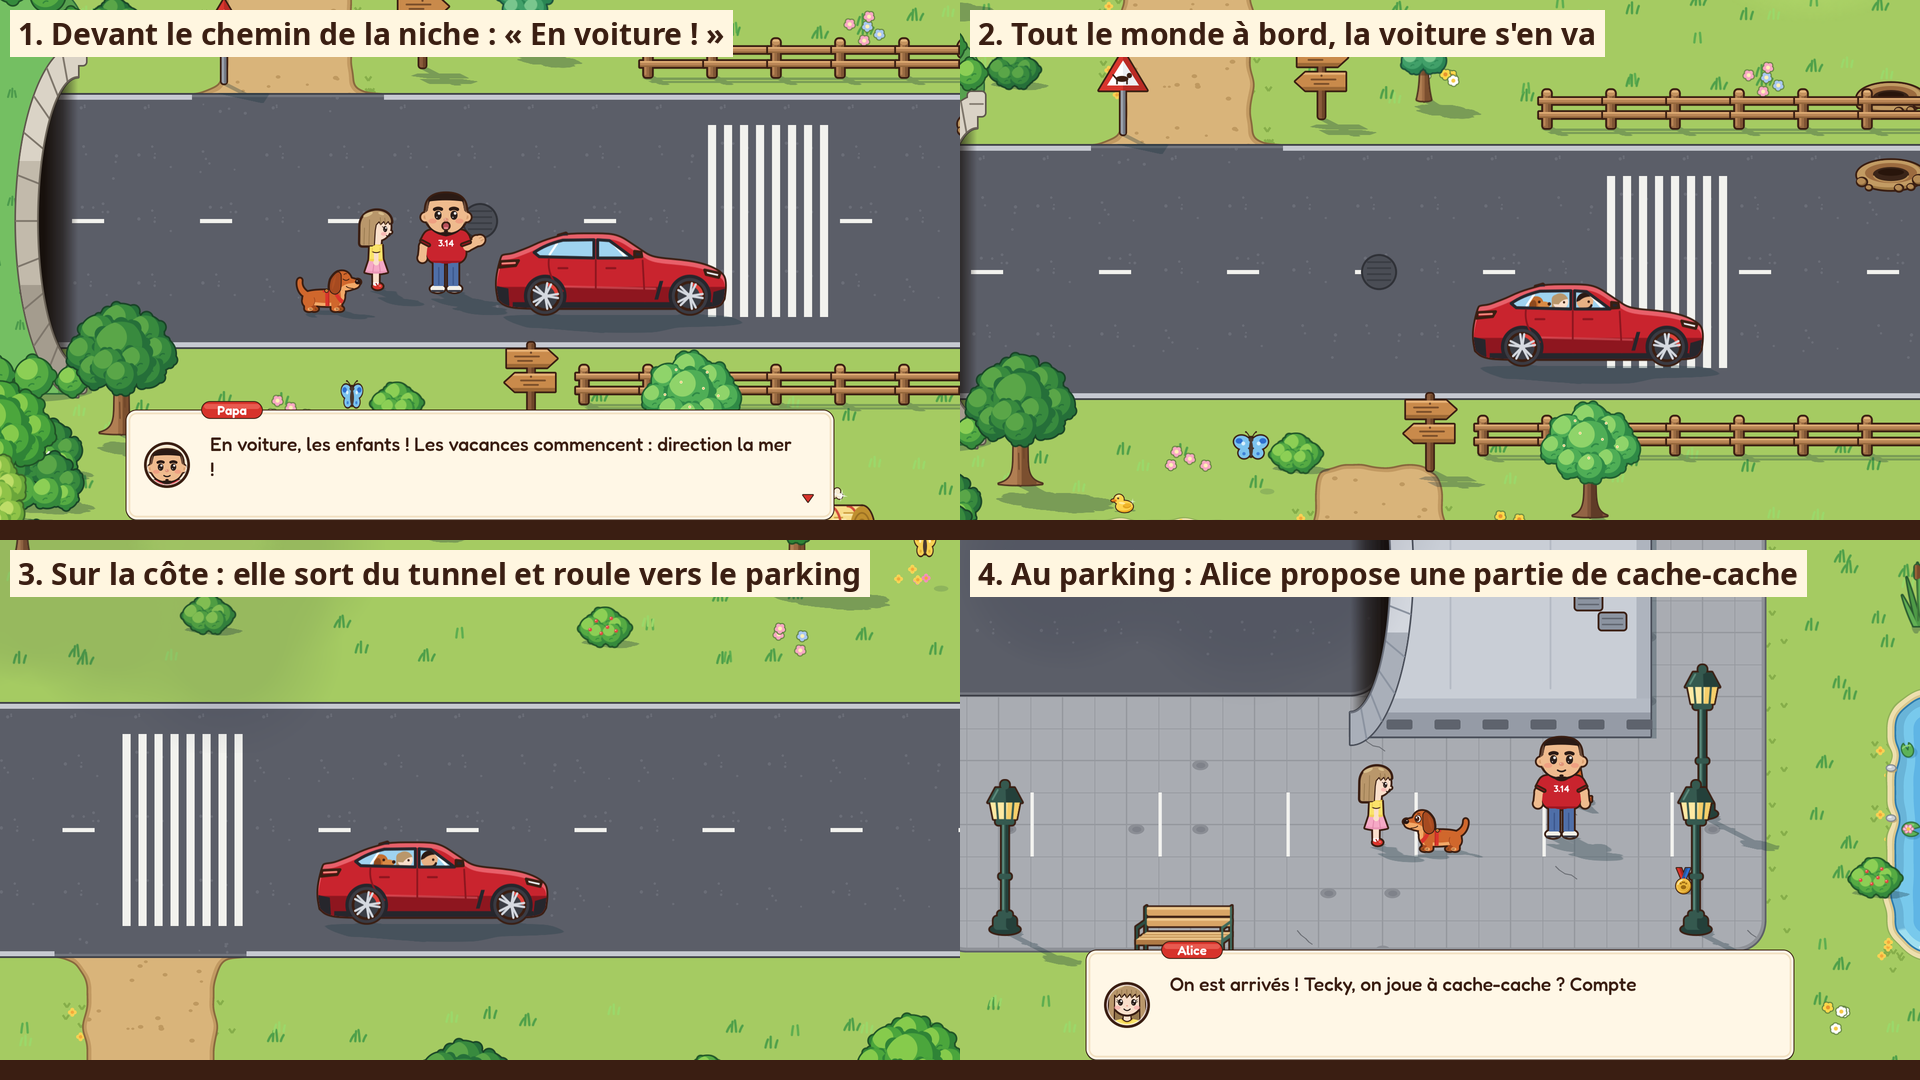 1. Devant le chemin de la niche : « En voiture ! »
3.14
Papa
En voiture, les enfants ! Les vacances commencent : direction la mer
!
2. Tout le monde à bord, la voiture s'en va
3. Sur la côte : elle sort du tunnel et roule vers le parking
4. Au parking : Alice propose une partie de cache-cache
3.14
Alice
On est arrivés ! Tecky, on joue à cache-cache ? Compte